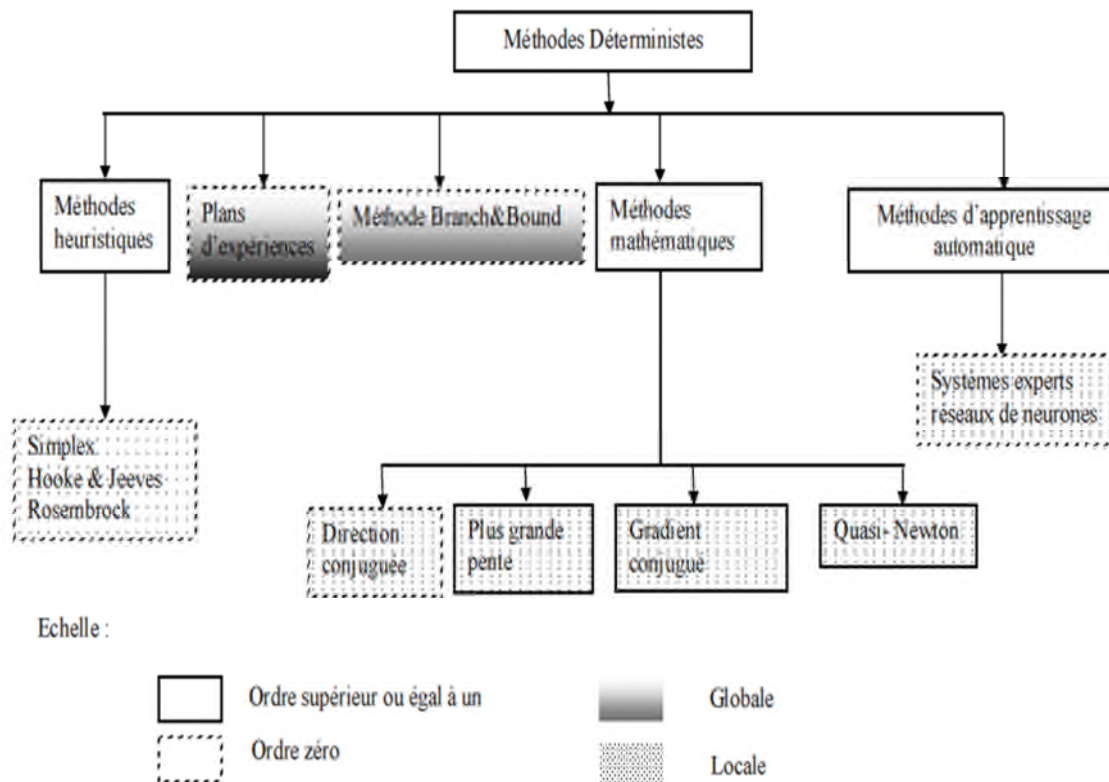 Méthodes Déterministes
Méthodes
heuristiques
Plans
d'expériences
Méthode Branch&Bound
Méthodes
mathématiques
Méthodes d'apprentissage
automatique
Systèmes experts
réseaux de neurones
Simplex
Hooke & Jeeves
Rosembrock
Direction
conjuguée
Plus grande
pente
Gradient
conjugué
Quasi- Newton
Echelle :
Ordre supérieur ou égal à un
Globale
Ordre zéro
Locale